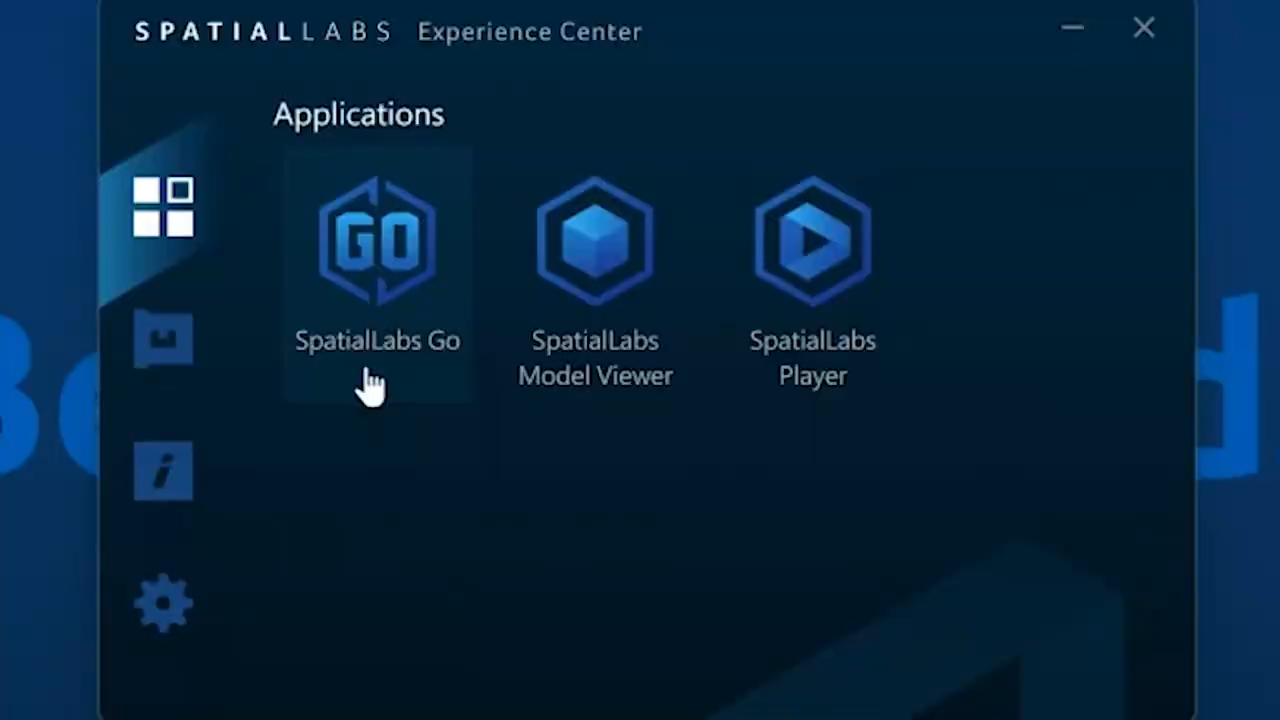 SPATIALLABS Experience Center
Applications
GO
SpatialLabs Go
SpatialLabs
Model Viewer
SpatialLabs
Player